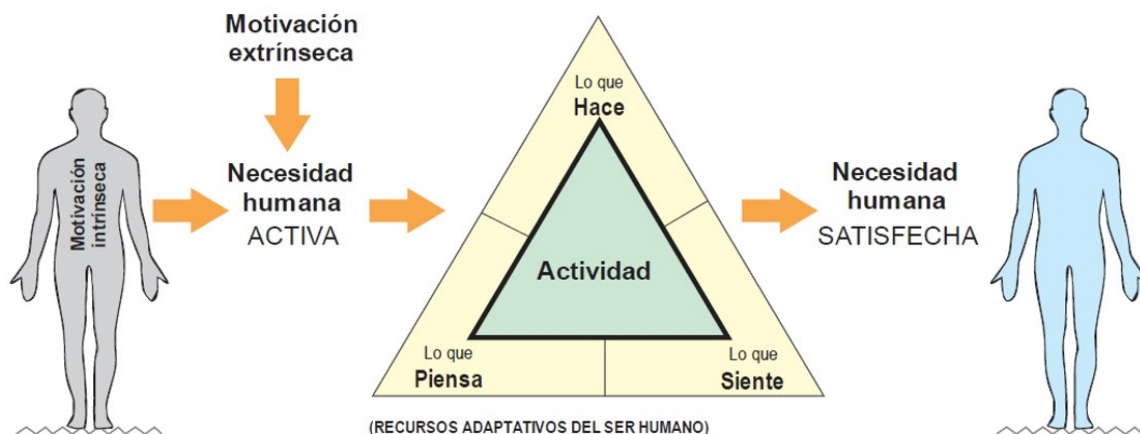 Motivación
intrínseca
Motivación
extrínseca
Necesidad
humana
ACTIVA
Lo que
Hace
Actividad
Lo que
Piensa
Lo que
Siente
(RECURSOS ADAPTATIVOS DEL SER HUMANO)
Necesidad
humana
SATISFECHA